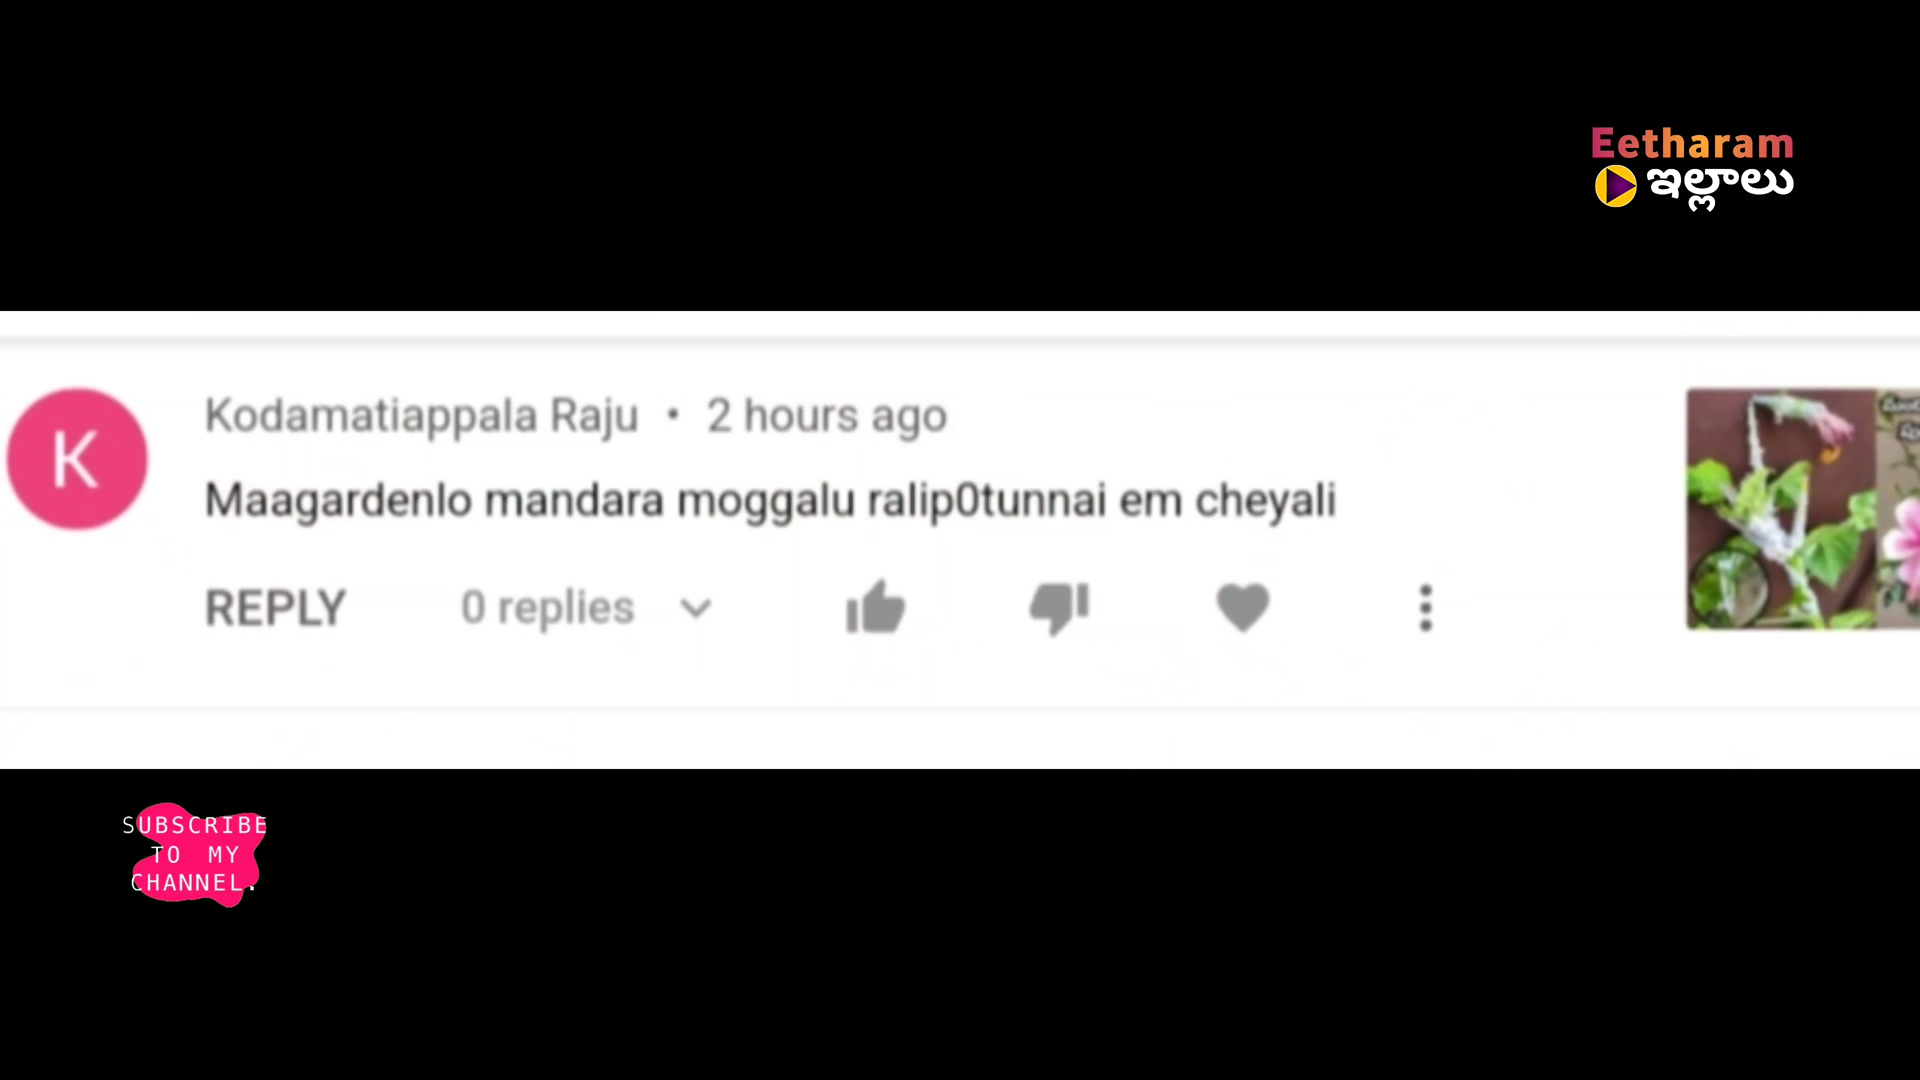 Eetharam
ఇల్లాలు
K
Kodamatiappala Raju • 2 hours ago
Maagardenlo mandara moggalu ralip0tunnai em cheyali
REPLY 0 replies
SUBSCRIBE
TO MY
CHANNEL.